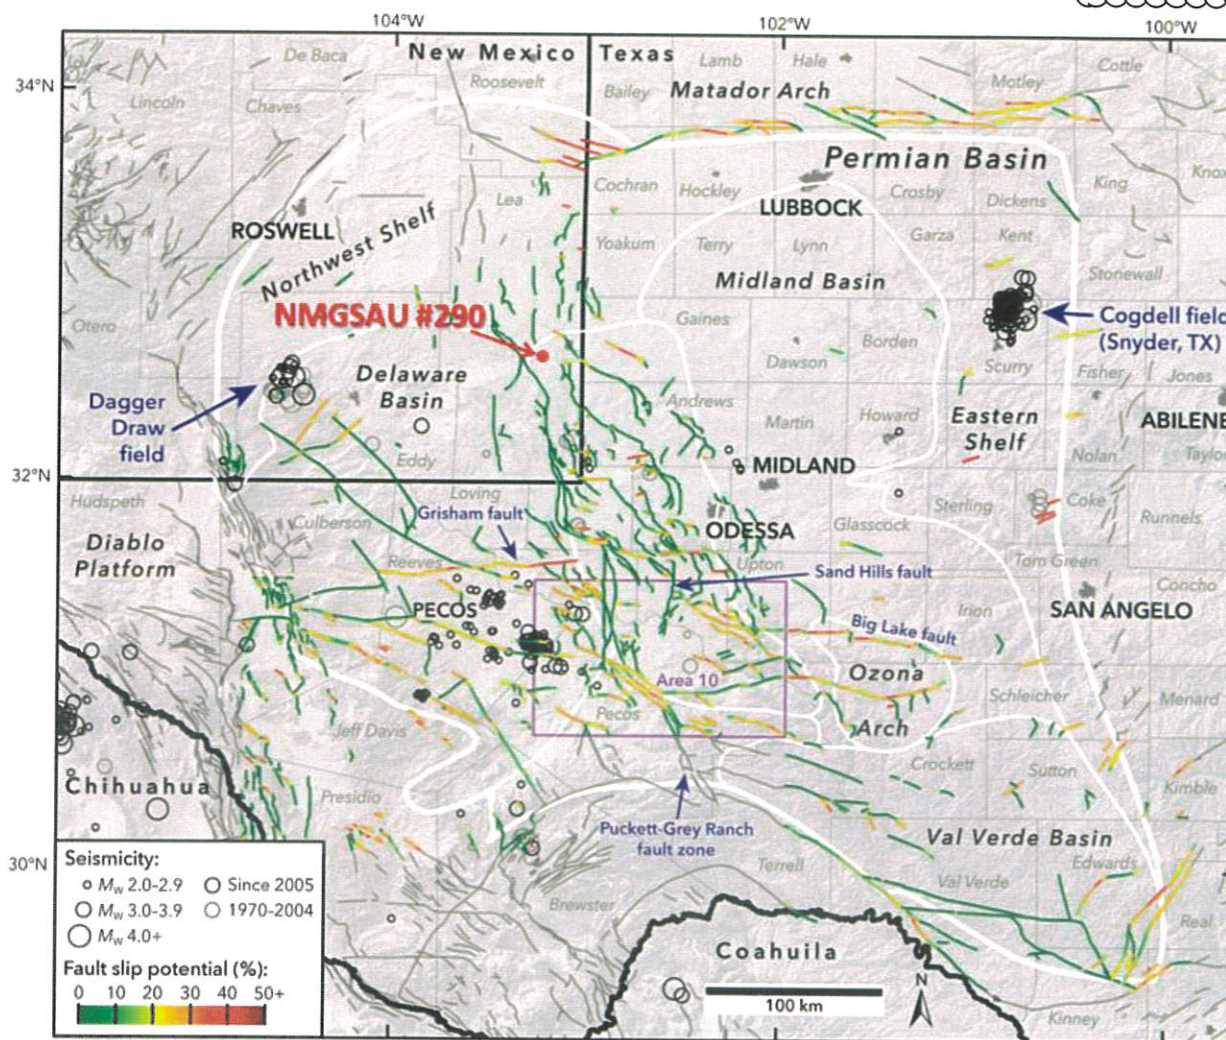 104°W
102°W
100°W
34°N
32°N
30°N
New Mexico
Texas
De Baca
Lincoln
Chaves
Roosevelt
Lamb
Hale
Bailey
Matador Arch
Motley
Cottle
Permian Basin
Cochran
Hockley
Crosby
Dickens
King
Knox
Lea
LUBBOCK
ROSWELL
Northwest Shelf
Yoakum
Terry
Lynn
Garza
Kent
Stonewall
Midland Basin
NMGSAU #290
Otero
Gaines
Borden
Dawson
Scurry
Cogdell field
(Snyder, TX)
Fisher
Jones
Delaware
Basin
Dagger
Draw
field
Andrews
Martin
Howard
Eastern
Shelf
ABILENE
Eddy
MIDLAND
Nolan
Taylor
Hudspeth
Loving
Culberson
Grisham fault
ODESSA
Glasscock
Sterling
Coke
Runnels
Diablo
Platform
Reeves
Upton
Sand Hills fault
Tom Green
Concho
PECOS
Irion
SAN ANGELO
Big Lake fault
Area 10
Ozona
Arch
Pecos
Schleicher
Menard
Jeff Davis
Crockett
Sutton
Kimble
Chihuahua
Presidio
Puckett-Grey Ranch
fault zone
Val Verde Basin
Terrell
Edwards
Val Verde
Brewster
Real
Coahuila
Kinney
N
100 km
Seismicity:
Mw 2.0-2.9
Since 2005
Mw 3.0-3.9
1970-2004
Mw 4.0+
Fault slip potential (%):
0 10 20 30 40 50+